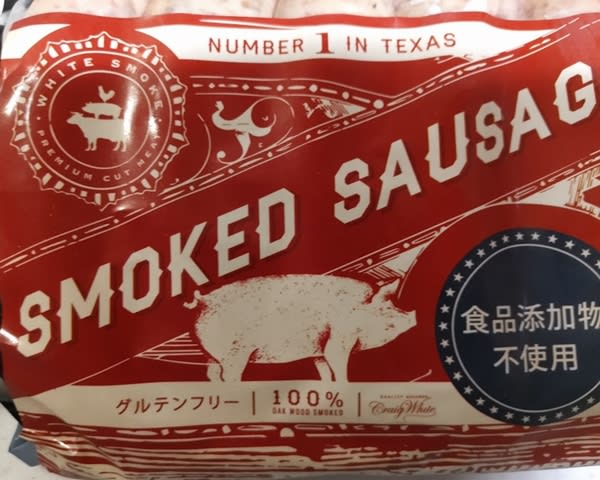 NUMBER 1 IN TEXAS
WHITE SMOKE
PREMIUM CUT MEAT
SMOKED SAUSAG
食品添加物
不使用
グルテンフリー
100%
OAK WOOD SMOKED
Craig White